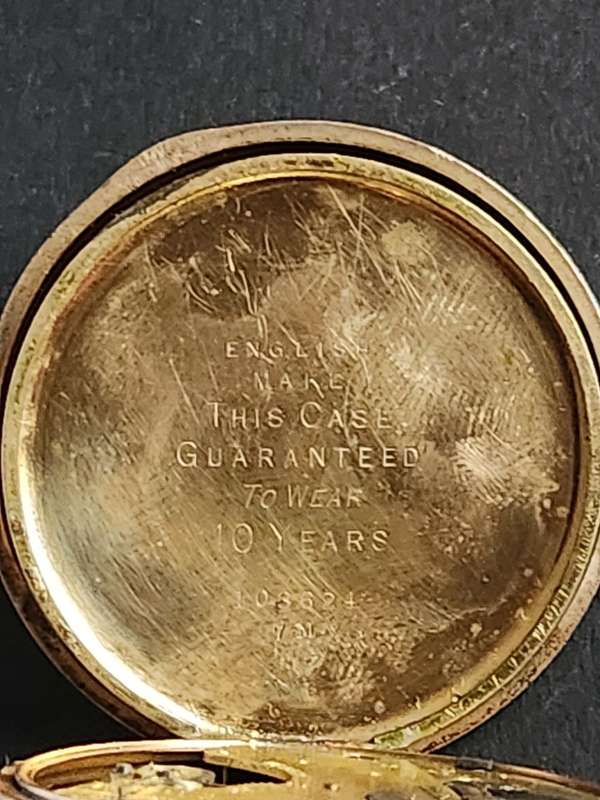 ENGLISH
MAKE
THIS CASE
GUARANTEED
TO WEAR
10 YEARS